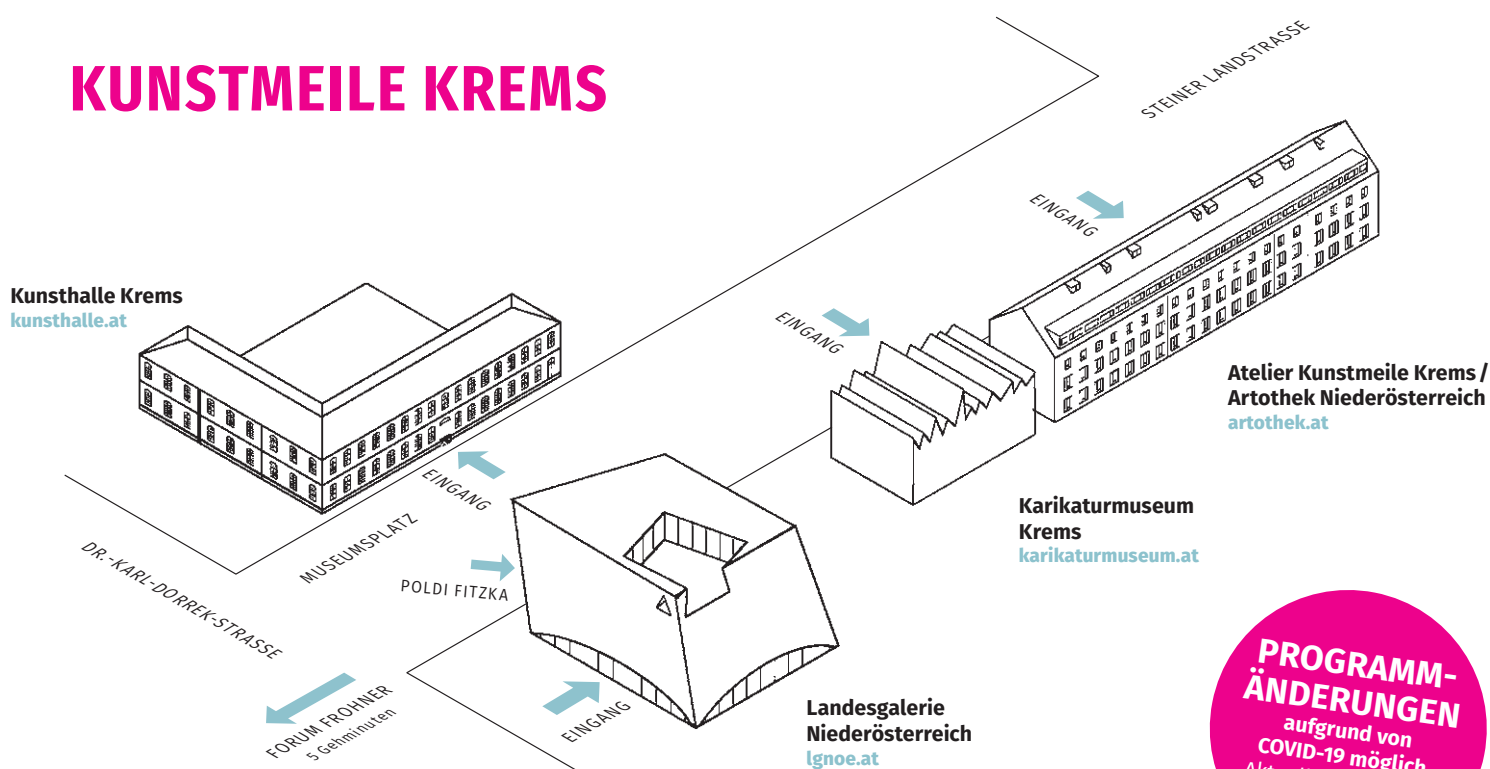 KUNSTMEILE KREMS
STEINER LANDSTRASSE
EINGANG
Kunsthalle Krems
kunsthalle.at
EINGANG
Atelier Kunstmeile Krems /
Artothek Niederösterreich
artothek.at
EINGANG
Karikaturmuseum
Krems
karikaturmuseum.at
MUSEUMSPLATZ
POLDI FITZKA
DR.-KARL-DORREK-STRASSE
FORUM FROHNER
5 Gehminuten
EINGANG
Landesgalerie
Niederösterreich
lgnoe.at
PROGRAMM-
ÄNDERUNGEN
aufgrund von
COVID-19 möglich